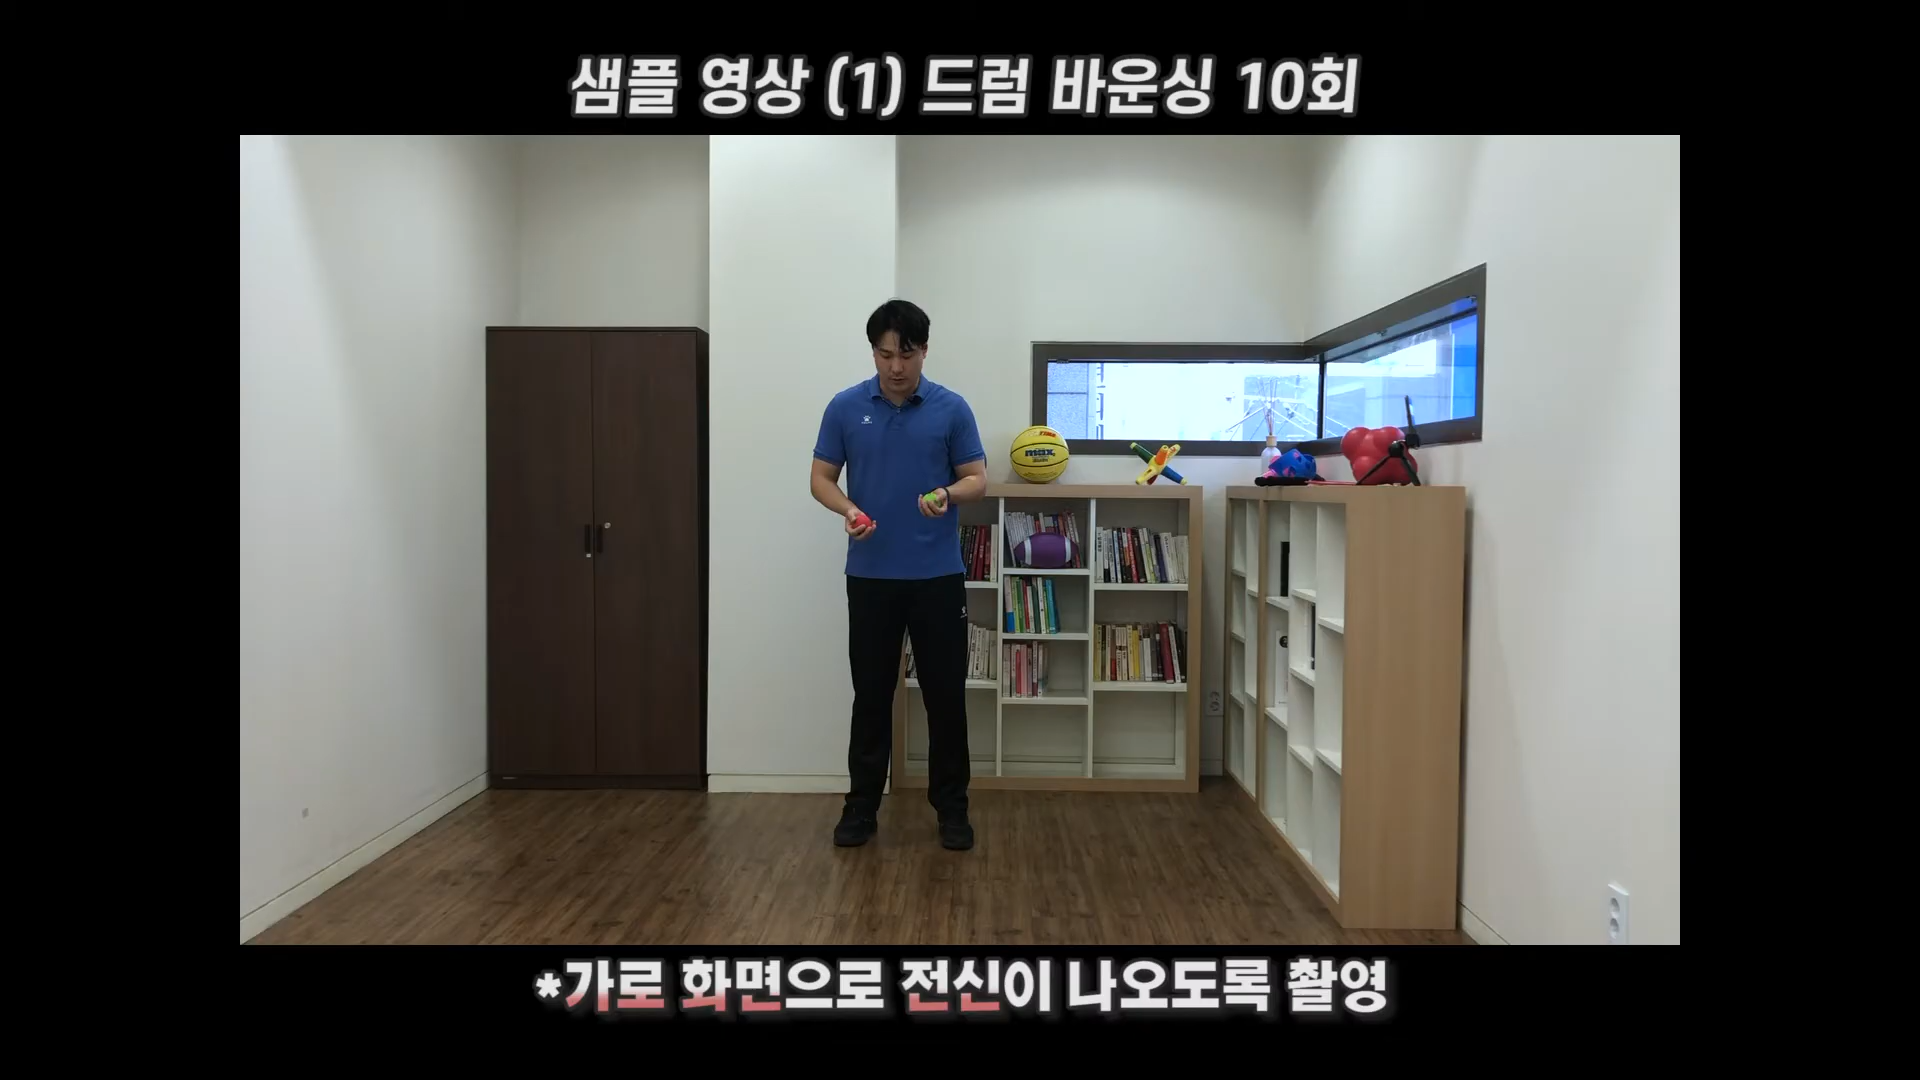 샘플 영상 (1) 드럼 바운싱 10회
max
*가로 화면으로 전신이 나오도록 촬영